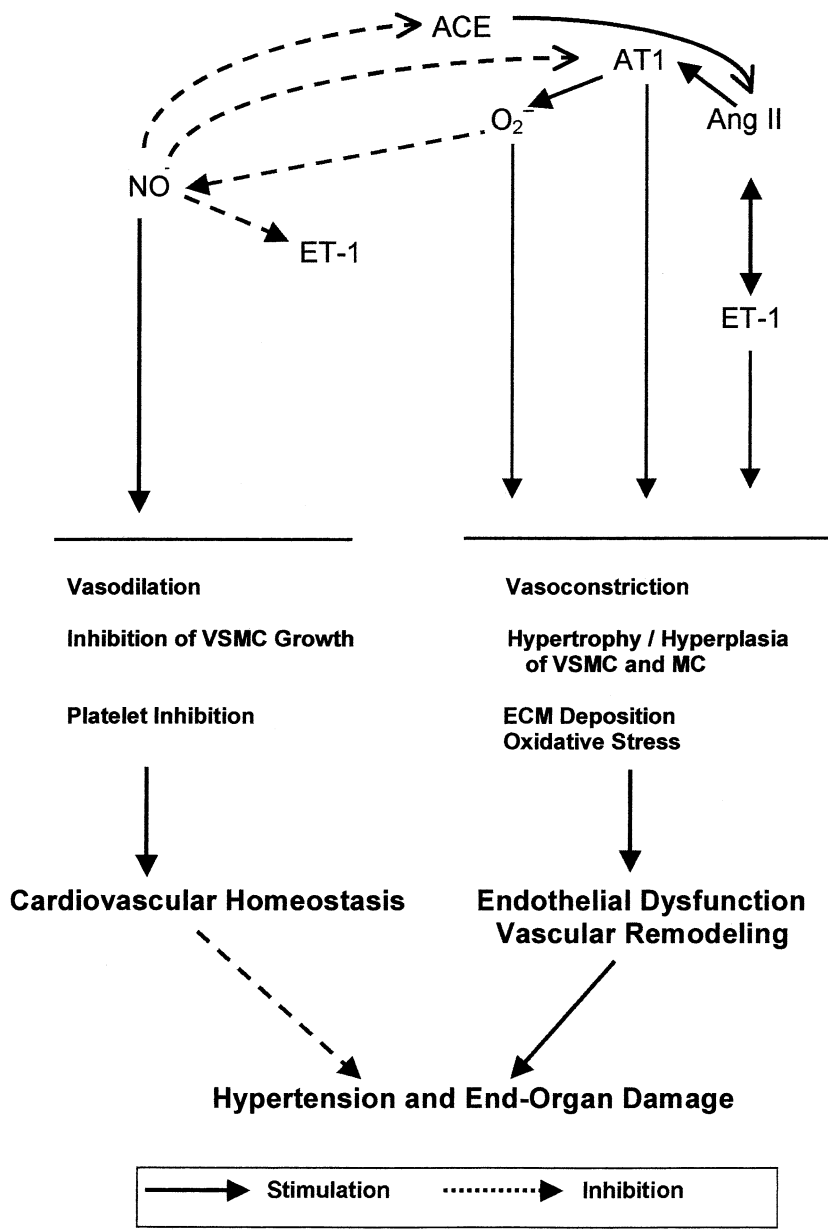 ACE
AT1
O₂⁻
Ang II
NO
ET-1
ET-1
Vasodilation
Vasoconstriction
Inhibition of VSMC Growth
Hypertrophy / Hyperplasia
of VSMC and MC
Platelet Inhibition
ECM Deposition
Oxidative Stress
Cardiovascular Homeostasis
Endothelial Dysfunction
Vascular Remodeling
Hypertension and End-Organ Damage
Stimulation
Inhibition